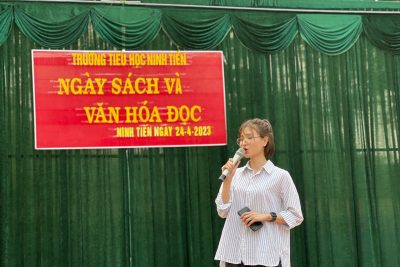 TRƯỜNG TIỂU HỌC NINH TIẾN
NGÀY SÁCH VÀ
VĂN HÓA ĐỌC
NINH TIẾN NGÀY 24-4-2023